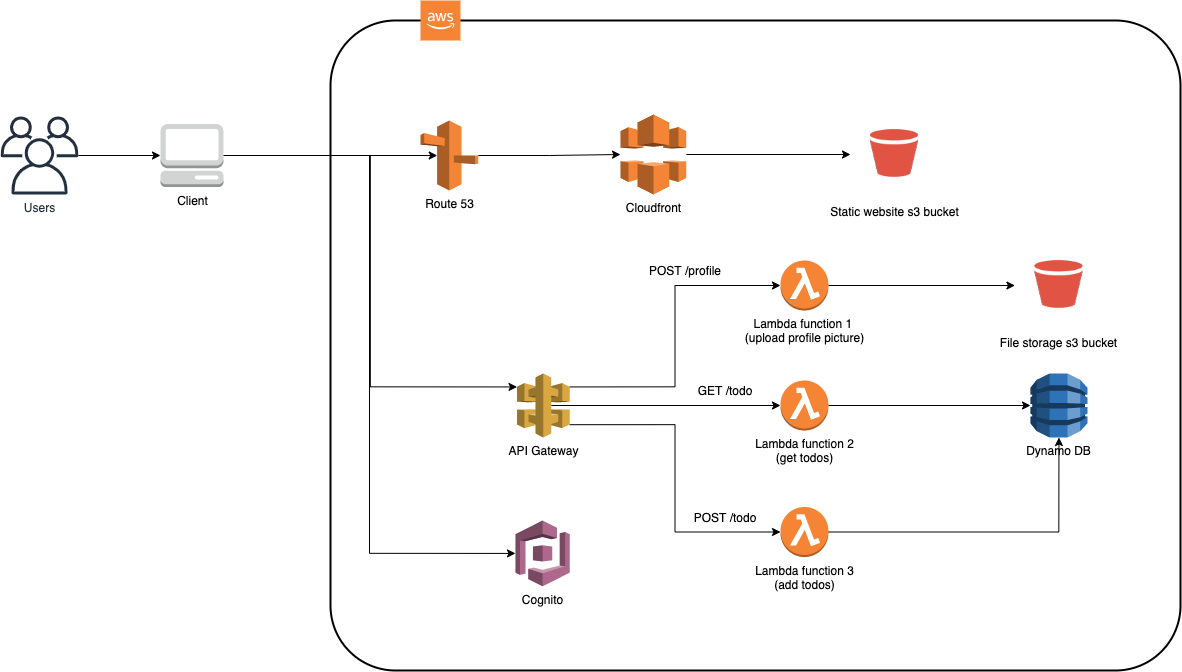 aws
Users
Client
Route 53
Cloudfront
Static website s3 bucket
POST /profile
Lambda function 1
(upload profile picture)
File storage s3 bucket
GET /todo
API Gateway
Lambda function 2
(get todos)
Dynamo DB
POST /todo
Lambda function 3
(add todos)
Cognito